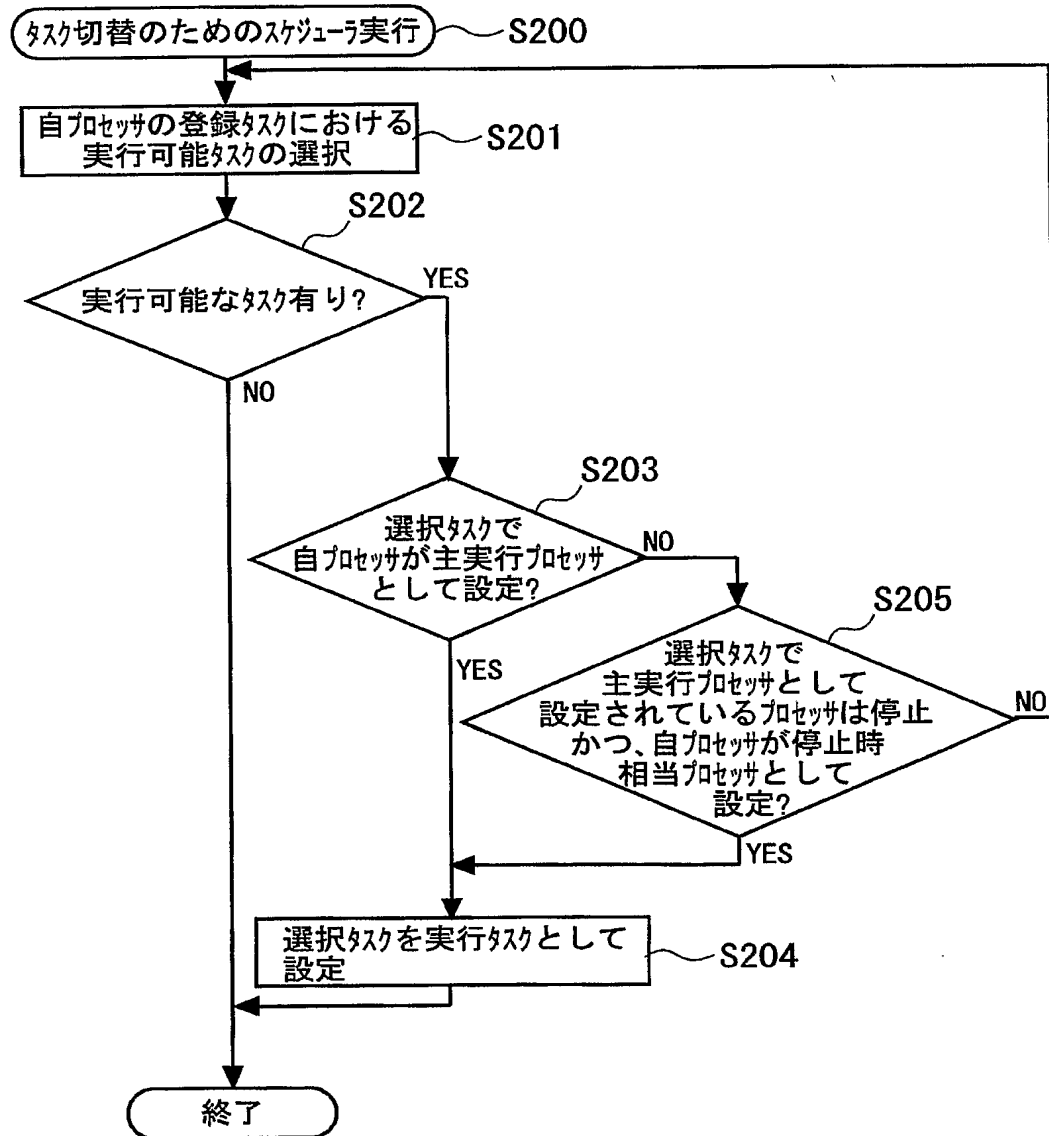 タスク切替のためのスケジューラ実行
S200
自プロセッサの登録タスクにおける
実行可能タスクの選択
S201
S202
実行可能なタスク有り?
YES
NO
S203
選択タスクで
自プロセッサが主実行プロセッサ
として設定?
NO
YES
S205
選択タスクで
主実行プロセッサとして
設定されているプロセッサは停止
かつ、自プロセッサが停止時
相当プロセッサとして
設定?
NO
YES
選択タスクを実行タスクとして
設定
S204
終了